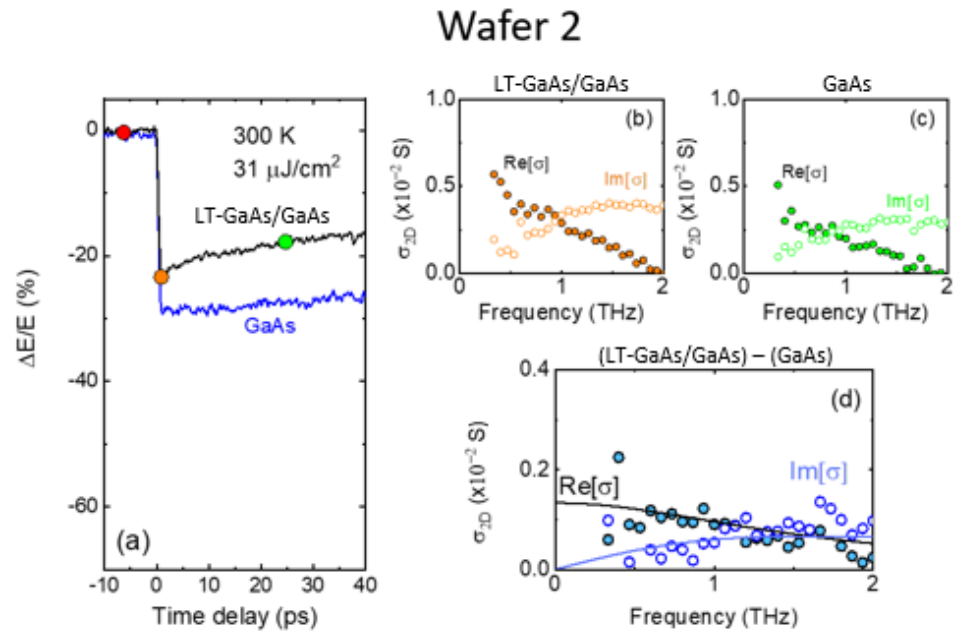 Wafer 2
0
-20
-40
-60
ΔE/E (%)
300 K
31 μJ/cm²
LT-GaAs/GaAs
GaAs
(a)
-10 0 10 20 30 40
Time delay (ps)
LT-GaAs/GaAs
(b)
1.0
0.5
0.0
σ2D (x10⁻² S)
Re[σ]
Im[σ]
0 1 2
Frequency (THz)
GaAs
(c)
1.0
0.5
0.0
σ2D (x10⁻² S)
Re[σ]
Im[σ]
0 1 2
Frequency (THz)
(LT-GaAs/GaAs) – (GaAs)
(d)
0.4
0.2
0.0
σ2D (x10⁻² S)
Re[σ]
Im[σ]
0 1 2
Frequency (THz)